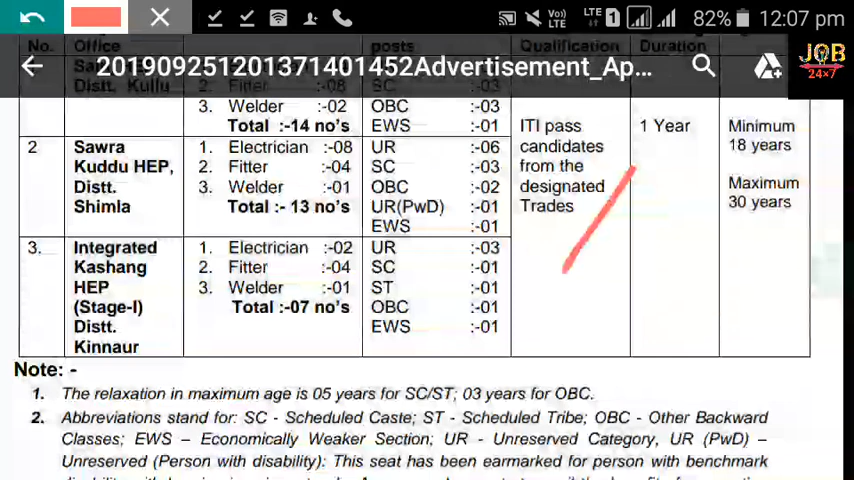 82% 12:07 pm
Vo)) LTE
LTE 1
No. Office posts Qualification Duration
20190925120137140​1452Advertisement_Ap...
JOB
24x7
Distt. Kullu 2. Fitter :-08 SC :-03
3. Welder :-02 OBC :-03
Total :-14 no's EWS :-01 ITI pass 1 Year Minimum
2 Sawra 1. Electrician :-08 UR :-06 candidates 18 years
Kuddu HEP, 2. Fitter :-04 SC :-03 from the
Distt. 3. Welder :-01 OBC :-02 designated Maximum
Shimla Total :- 13 no's UR(PwD) :-01 Trades 30 years
EWS :-01
3. Integrated 1. Electrician :-02 UR :-03
Kashang 2. Fitter :-04 SC :-01
HEP 3. Welder :-01 ST :-01
(Stage-I) Total :-07 no's OBC :-01
Distt. EWS :-01
Kinnaur
Note: -
1. The relaxation in maximum age is 05 years for SC/ST; 03 years for OBC.
2. Abbreviations stand for: SC - Scheduled Caste; ST - Scheduled Tribe; OBC - Other Backward
Classes; EWS – Economically Weaker Section; UR - Unreserved Category, UR (PwD) –
Unreserved (Person with disability): This seat has been earmarked for person with benchmark